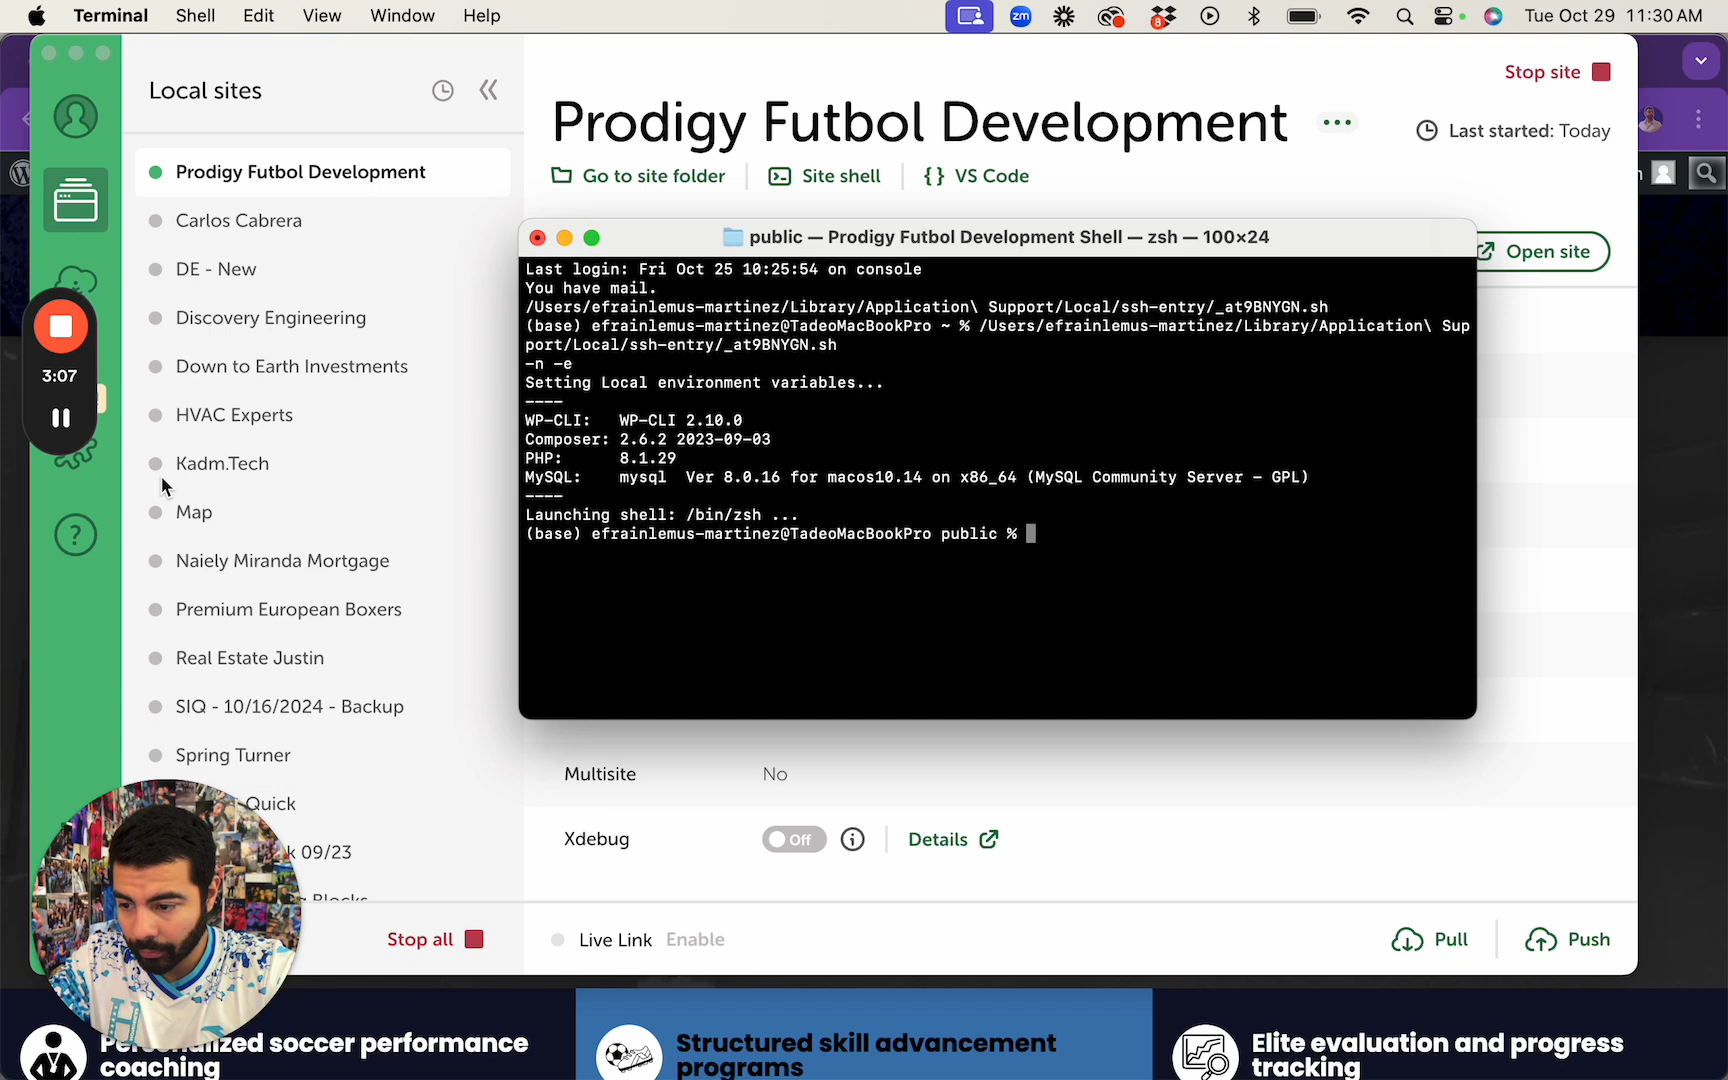 Terminal Shell Edit View Window Help
zm
8
Tue Oct 29 11:30 AM
Local sites
Prodigy Futbol Development
Carlos Cabrera
DE - New
Discovery Engineering
Down to Earth Investments
HVAC Experts
Kadm.Tech
Map
Naiely Miranda Mortgage
Premium European Boxers
Real Estate Justin
SIQ - 10/16/2024 - Backup
Spring Turner
Quick
09/23
Stop all
3:07
?
Stop site
Prodigy Futbol Development
Last started: Today
Go to site folder
Site shell
VS Code
Open site
public — Prodigy Futbol Development Shell — zsh — 100×24
Last login: Fri Oct 25 10:25:54 on console
You have mail.
/Users/efrainlemus-martinez/Library/Application\ Support/Local/ssh-entry/_at9BNYGN.sh
(base) efrainlemus-martinez@TadeoMacBookPro ~ % /Users/efrainlemus-martinez/Library/Application\ Sup
port/Local/ssh-entry/_at9BNYGN.sh
-n -e
Setting Local environment variables...
----
WP-CLI:   WP-CLI 2.10.0
Composer: 2.6.2 2023-09-03
PHP:      8.1.29
MySQL:    mysql  Ver 8.0.16 for macos10.14 on x86_64 (MySQL Community Server - GPL)
----
Launching shell: /bin/zsh ...
(base) efrainlemus-martinez@TadeoMacBookPro public %
Multisite No
Xdebug Off Details
Live Link Enable
Pull
Push
soccer performance
coaching
Structured skill advancement
programs
Elite evaluation and progress
tracking